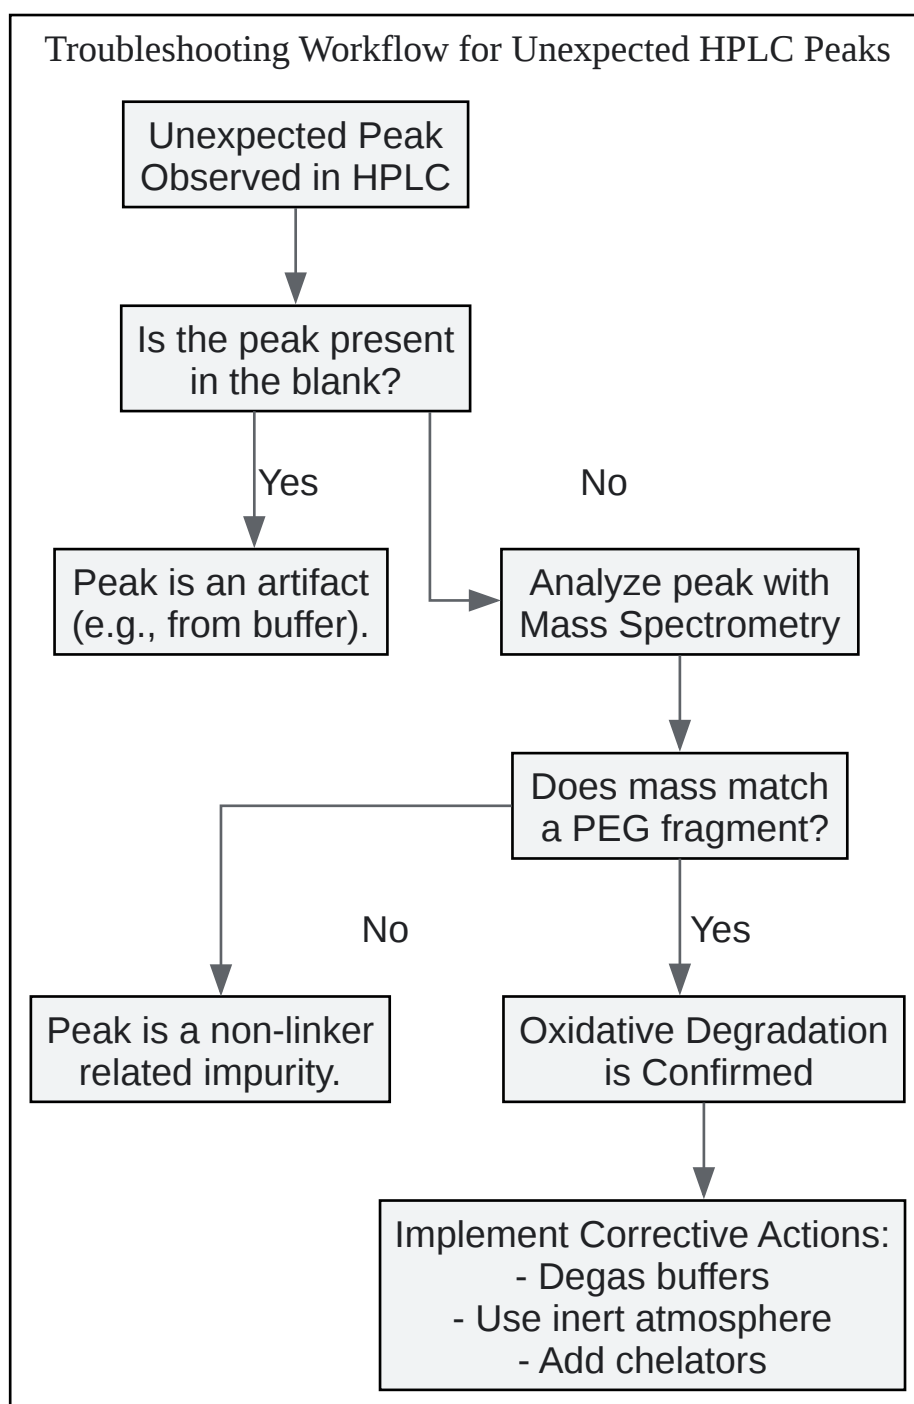 Troubleshooting Workflow for Unexpected HPLC Peaks
Unexpected Peak
Observed in HPLC
Is the peak present
in the blank?
Yes
No
Peak is an artifact
(e.g., from buffer).
Analyze peak with
Mass Spectrometry
Does mass match
a PEG fragment?
No
Yes
Peak is a non-linker
related impurity.
Oxidative Degradation
is Confirmed
Implement Corrective Actions:
- Degas buffers
- Use inert atmosphere
- Add chelators